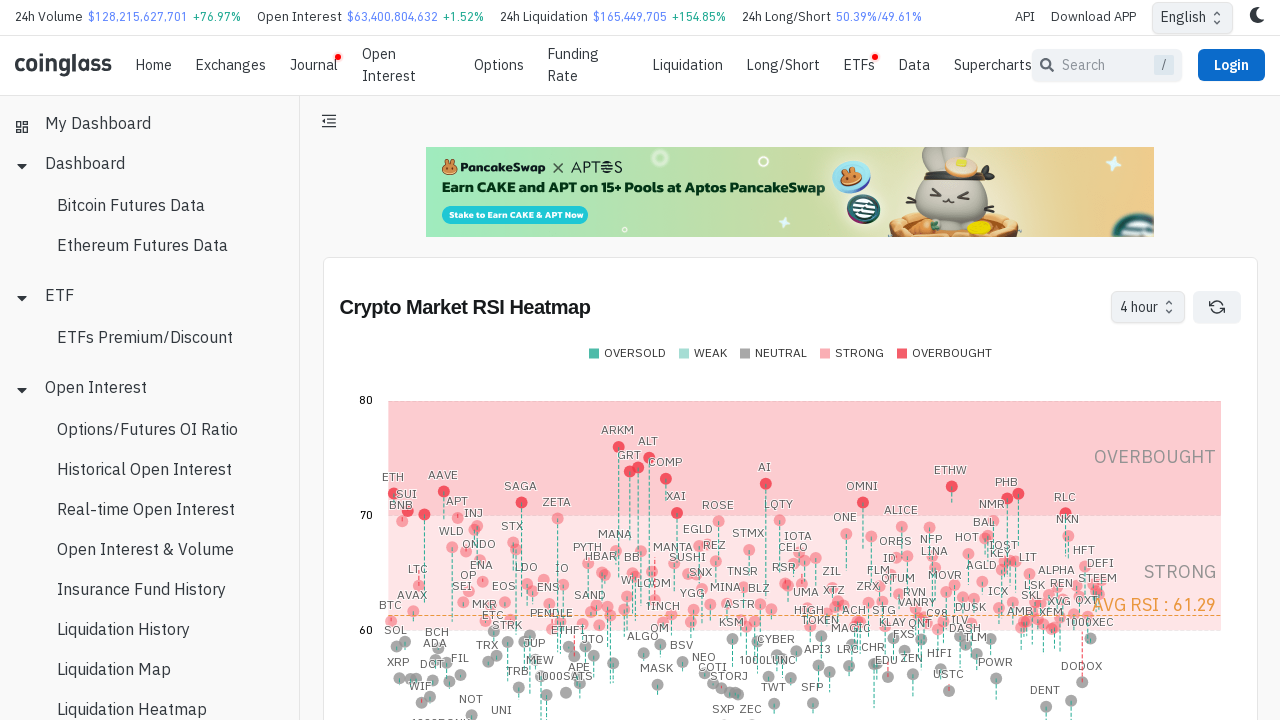 24h Volume $128,215,627,701 +76.97% Open Interest $63,400,804,632 +1.52% 24h Liquidation $165,449,705 +154.85% 24h Long/Short 50.39%/49.61% API Download APP English
coinglass Home Exchanges Journal Open Interest Options Funding Rate Liquidation Long/Short ETFs Data Supercharts Search / Login
My Dashboard
Dashboard
Bitcoin Futures Data
Ethereum Futures Data
ETF
ETFs Premium/Discount
Open Interest
Options/Futures OI Ratio
Historical Open Interest
Real-time Open Interest
Open Interest & Volume
Insurance Fund History
Liquidation History
Liquidation Map
Liquidation Heatmap
PancakeSwap × APTOS
Earn CAKE and APT on 15+ Pools at Aptos PancakeSwap
Stake to Earn CAKE & APT Now
Crypto Market RSI Heatmap
4 hour
OVERSOLD WEAK NEUTRAL STRONG OVERBOUGHT
80
ARKM
ALT
GRT
COMP
OVERBOUGHT
ETH
AAVE
AI
ETHW
SUI
SAGA
XAI
OMNI
PHB
BNB
APT
ZETA
ROSE
LQTY
NMR
RLC
70
INJ
ALICE
ONE
NKN
STX
WLD
MANA
EGLD
STMX
IOTA
BAL
HOT
ONDO
PYTH
HBAR
BB
MANTA
REZ
CELO
ORBS
NFP
LINA
KEY
HFT
LTC
ENA
LDO
IO
SUSHI
SNX
TNSR
RSR
ZIL
ID
FLM
AGLD
LIT
DEFI
STRONG
OP
SEI
EOS
ENS
LOOM
MINA
BLZ
UMA
XTZ
ZRX
QTUM
MOVR
ICX
LSK
ALPHA
REN
STEEM
AVAX
BTC
MKR
ETC
PENDLE
SAND
1INCH
YGG
ASTR
HIGH
TOKEN
ACH
STG
RVN
VANRY
C98
DUSK
ILV
AMB
SKL
XVG
XEM
OXT
AVG RSI : 61.29
60
SOL
BCH
ADA
STRK
ETHFI
OM
KSM
MAGIC
KLAY
QNT
DASH
1000XEC
XRP
DOT
FIL
TRX
JUP
MEW
JTO
ALGO
BSV
CYBER
API3
LRC
CHR
FXS
HIFI
TLM
WIF
TRB
APE
MASK
NEO
COTI
1000LUNC
EDU
ZEN
POWR
DODOX
NOT
1000SATS
STORJ
TWT
SFP
USTC
UNI
SXP
ZEC
DENT